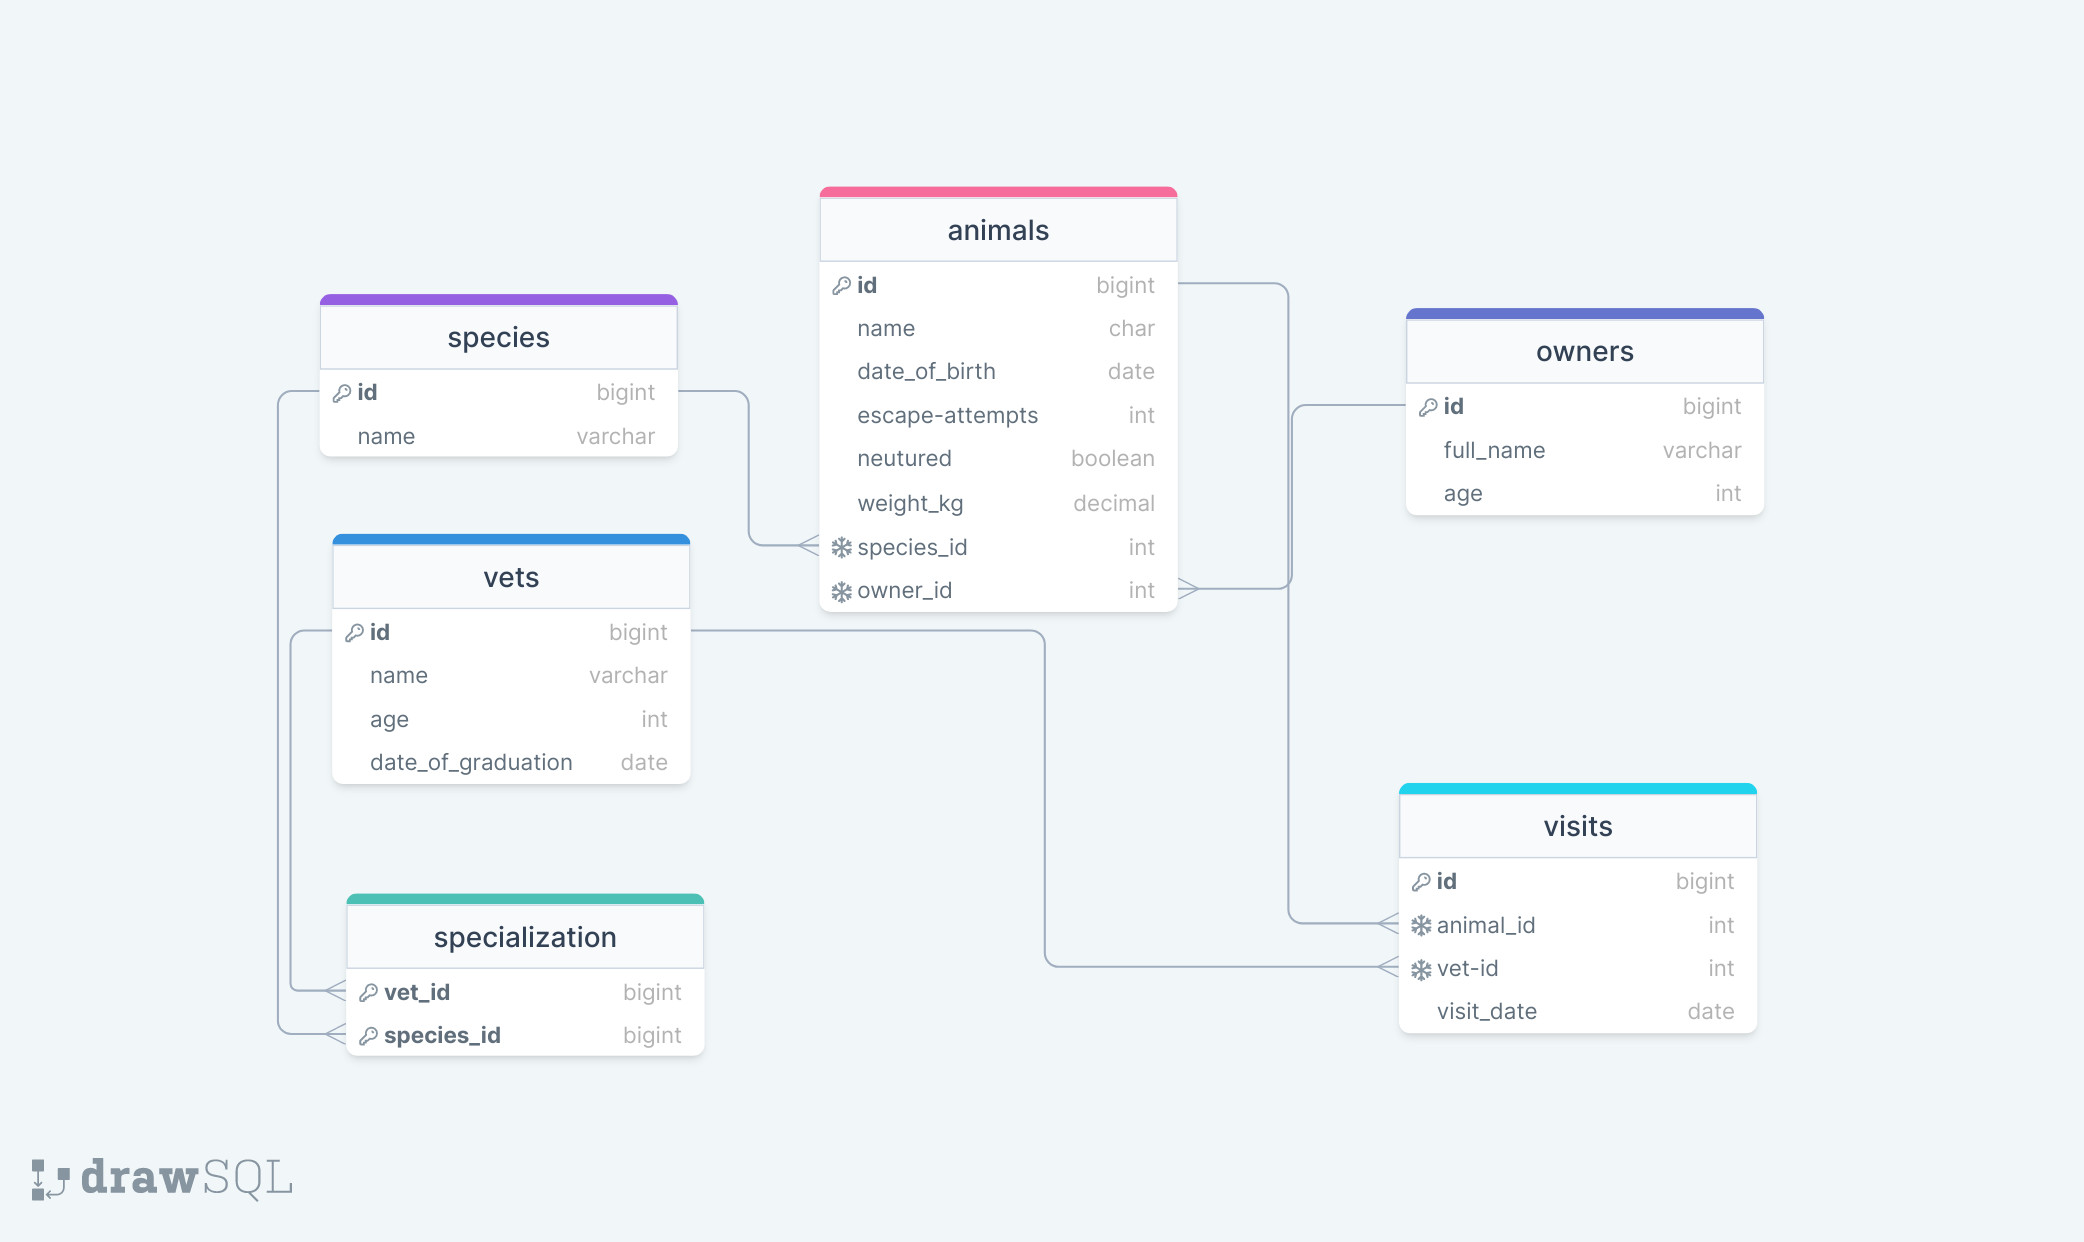 animals
id bigint
name char
date_of_birth date
escape-attempts int
neutured boolean
weight_kg decimal
species_id int
owner_id int
species
id bigint
name varchar
owners
id bigint
full_name varchar
age int
vets
id bigint
name varchar
age int
date_of_graduation date
visits
id bigint
animal_id int
vet-id int
visit_date date
specialization
vet_id bigint
species_id bigint
drawSQL